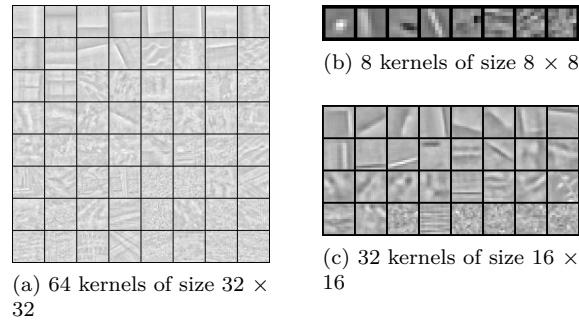 (a) 64 kernels of size 32 ×
32
(b) 8 kernels of size 8 × 8
(c) 32 kernels of size 16 ×
16